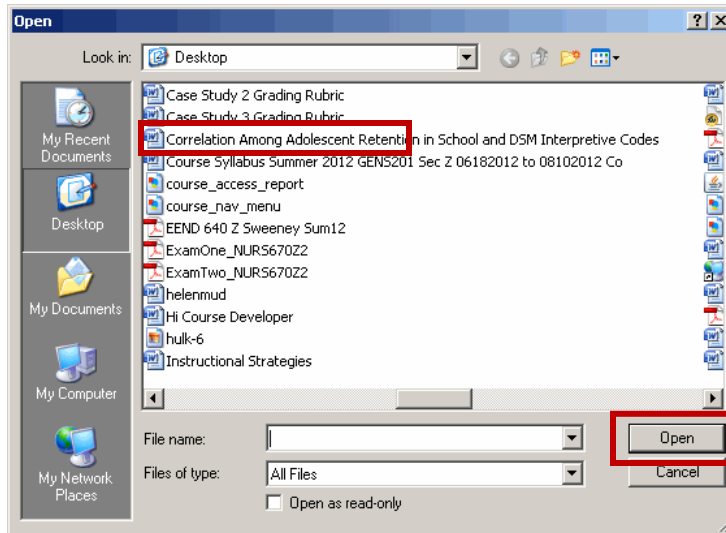 Open
Look in:
Desktop
My Recent
Documents
Desktop
My Documents
My Computer
My Network
Places
Case Study 2 Grading Rubric
Case Study 3 Grading Rubric
Correlation Among Adolescent Retention in School and DSM Interpretive Codes
Course Syllabus Summer 2012 GENS201 Sec Z 06182012 to 08102012 Co
course_access_report
course_nav_menu
EEND 640 Z Sweeney Sum12
ExamOne_NURS670Z2
ExamTwo_NURS670Z2
helenmud
Hi Course Developer
hulk-6
Instructional Strategies
File name:
Open
Files of type:
All Files
Cancel
Open as read-only